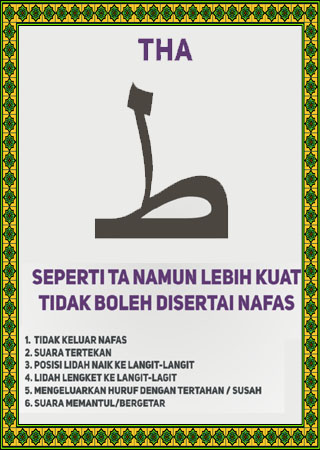 THA
ط
SEPERTI TA NAMUN LEBIH KUAT
TIDAK BOLEH DISERTAI NAFAS
1. TIDAK KELUAR NAFAS
2. SUARA TERTEKAN
3. POSISI LIDAH NAIK KE LANGIT-LANGIT
4. LIDAH LENGKET KE LANGIT-LAGIT
5. MENGELUARKAN HURUF DENGAN TERTAHAN / SUSAH
6. SUARA MEMANTUL/BERGETAR